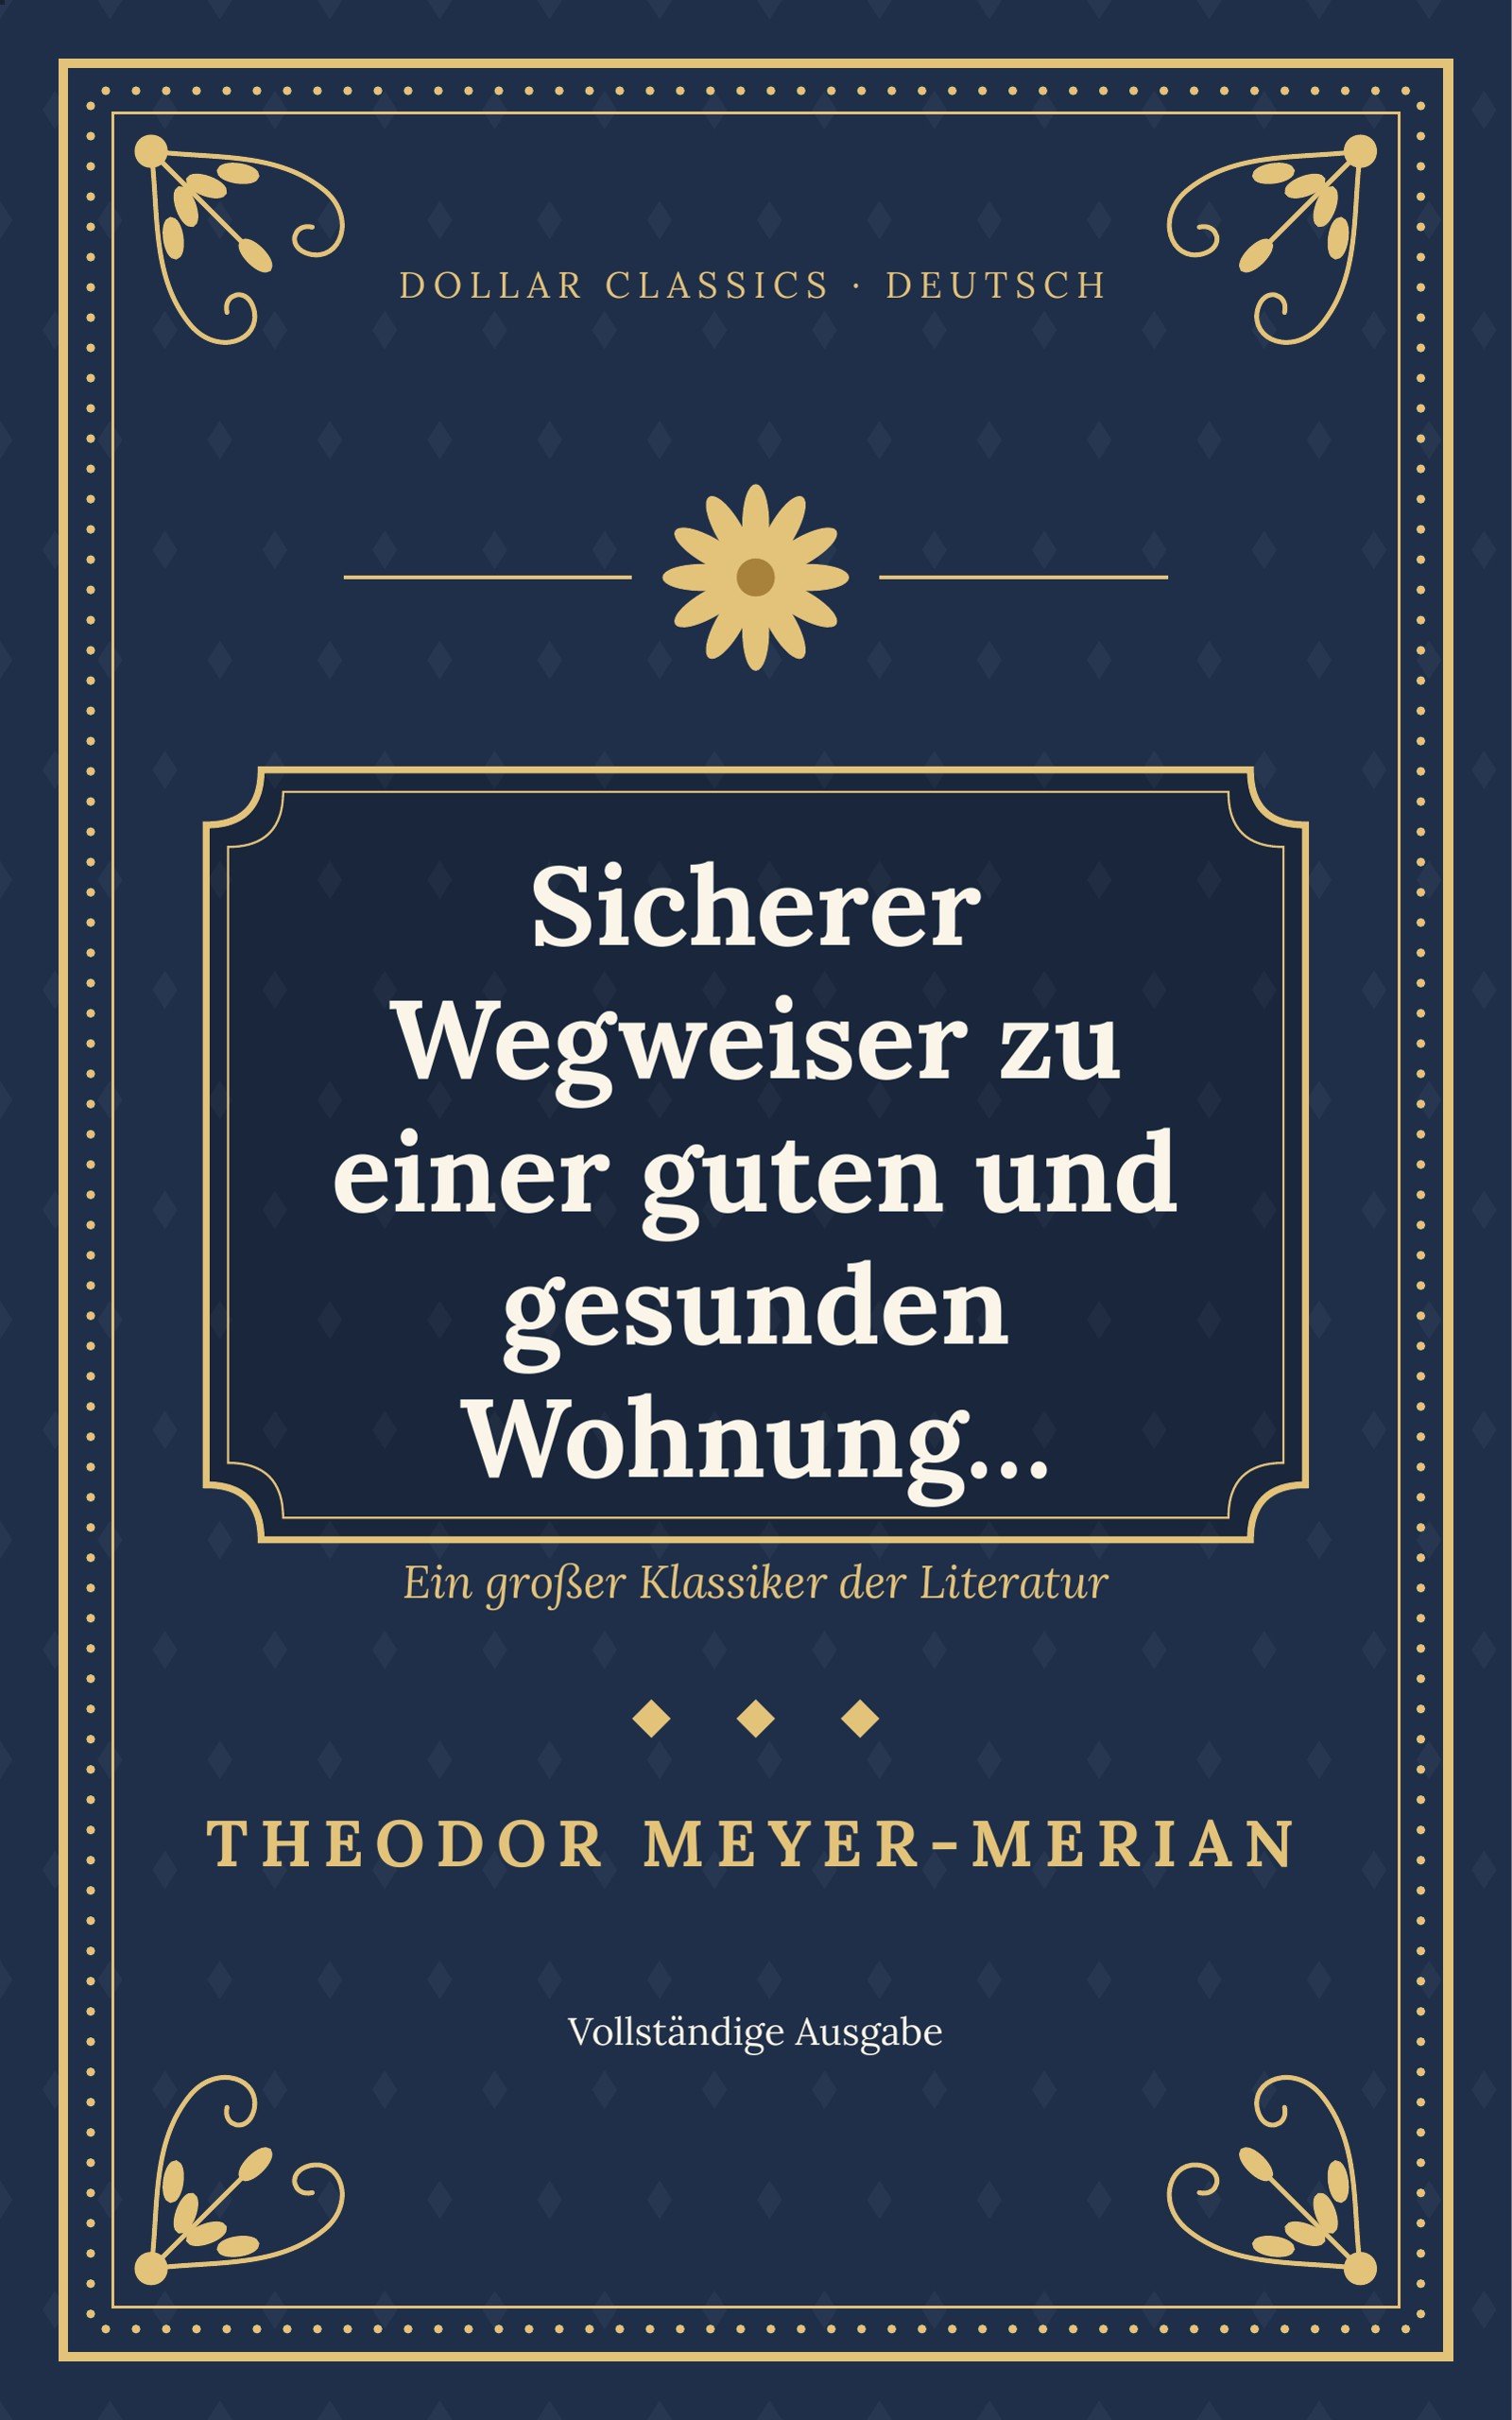 DOLLAR CLASSICS · DEUTSCH
Sicherer
Wegweiser zu
einer guten und
gesunden
Wohnung...
Ein großer Klassiker der Literatur
THEODOR MEYER-MERIAN
Vollständige Ausgabe